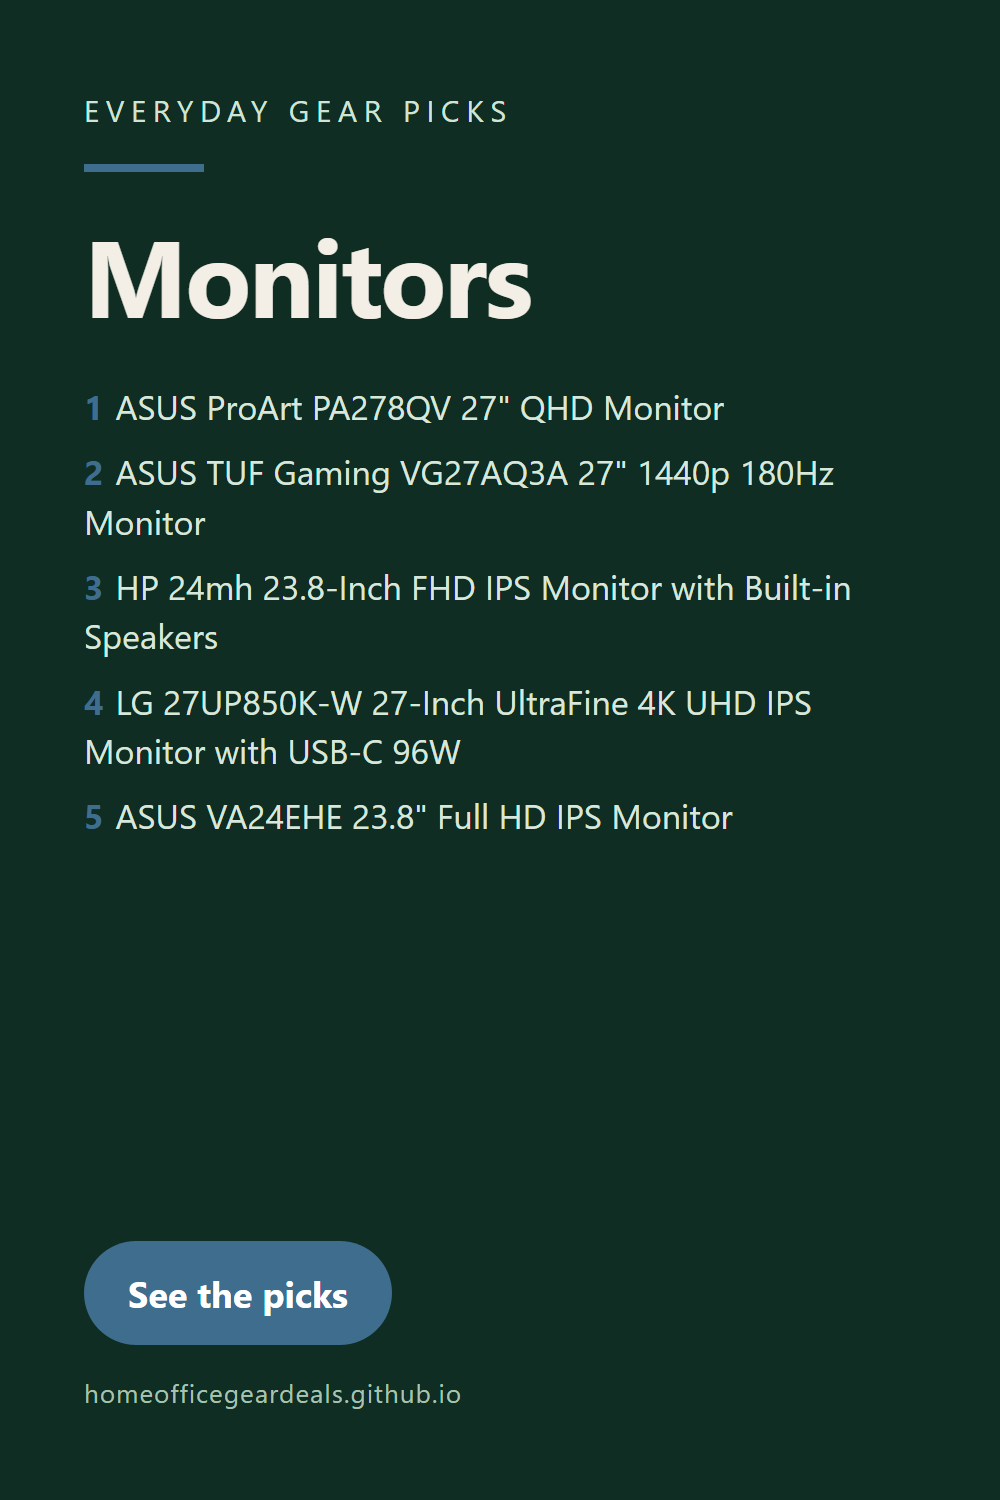 EVERYDAY GEAR PICKS
Monitors
1 ASUS ProArt PA278QV 27" QHD Monitor
2 ASUS TUF Gaming VG27AQ3A 27" 1440p 180Hz
Monitor
3 HP 24mh 23.8-Inch FHD IPS Monitor with Built-in
Speakers
4 LG 27UP850K-W 27-Inch UltraFine 4K UHD IPS
Monitor with USB-C 96W
5 ASUS VA24EHE 23.8" Full HD IPS Monitor
See the picks
homeofficegeardeals.github.io